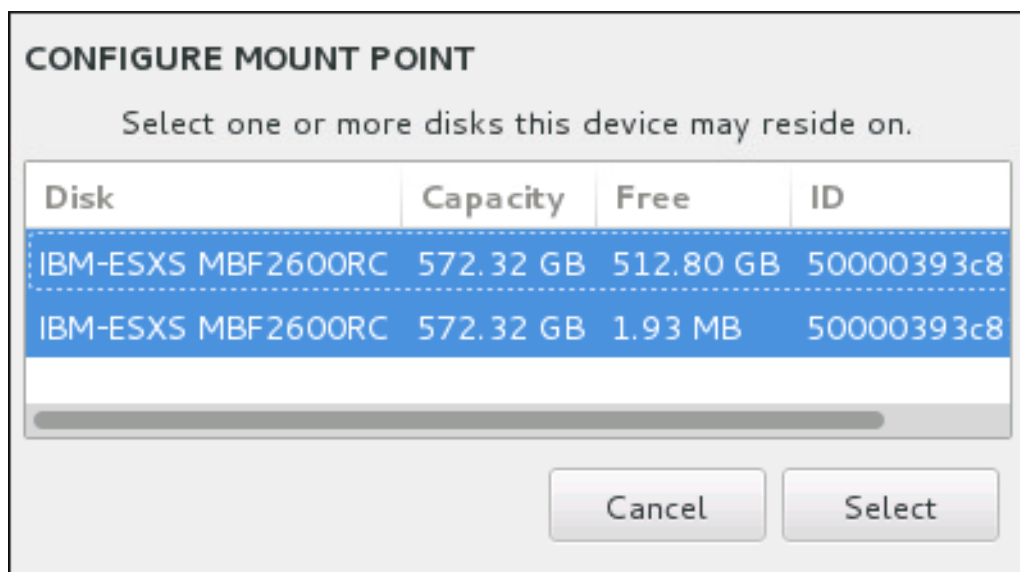 CONFIGURE MOUNT POINT
Select one or more disks this device may reside on.
Disk Capacity Free ID
IBM-ESXS MBF2600RC 572.32 GB 512.80 GB 50000393c8
IBM-ESXS MBF2600RC 572.32 GB 1.93 MB 50000393c8
Cancel Select